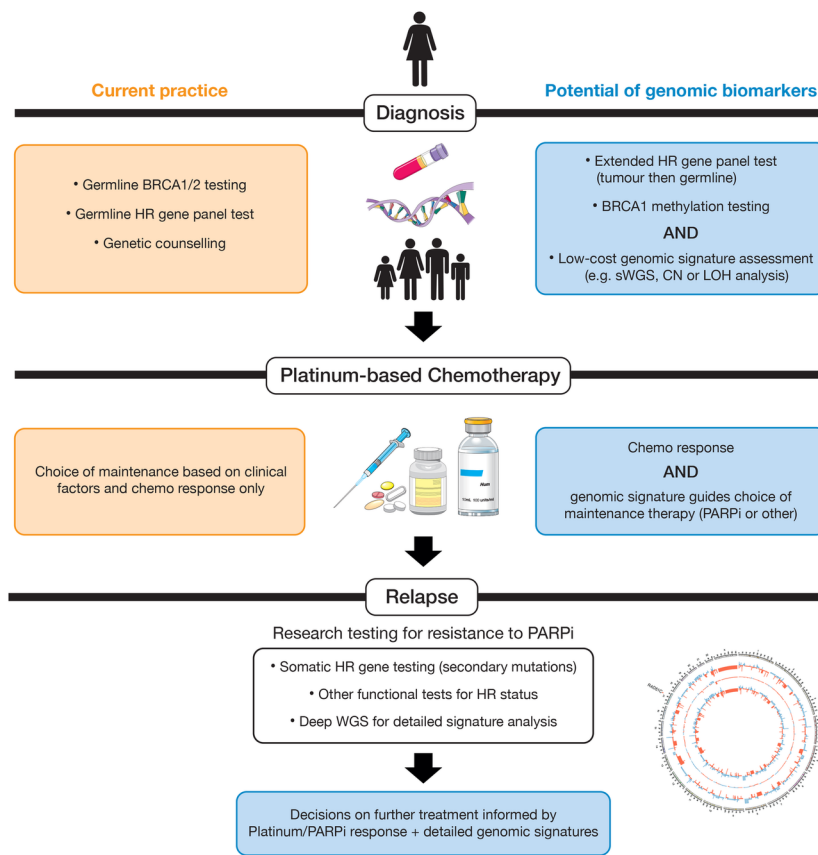 Current practice
Potential of genomic biomarkers
Diagnosis
• Germline BRCA1/2 testing
• Germline HR gene panel test
• Genetic counselling
• Extended HR gene panel test
(tumour then germline)
• BRCA1 methylation testing
AND
• Low-cost genomic signature assessment
(e.g. sWGS, CN or LOH analysis)
Platinum-based Chemotherapy
Choice of maintenance based on clinical
factors and chemo response only
Chemo response
AND
genomic signature guides choice of
maintenance therapy (PARPi or other)
Relapse
Research testing for resistance to PARPi
• Somatic HR gene testing (secondary mutations)
• Other functional tests for HR status
• Deep WGS for detailed signature analysis
Decisions on further treatment informed by
Platinum/PARPi response + detailed genomic signatures